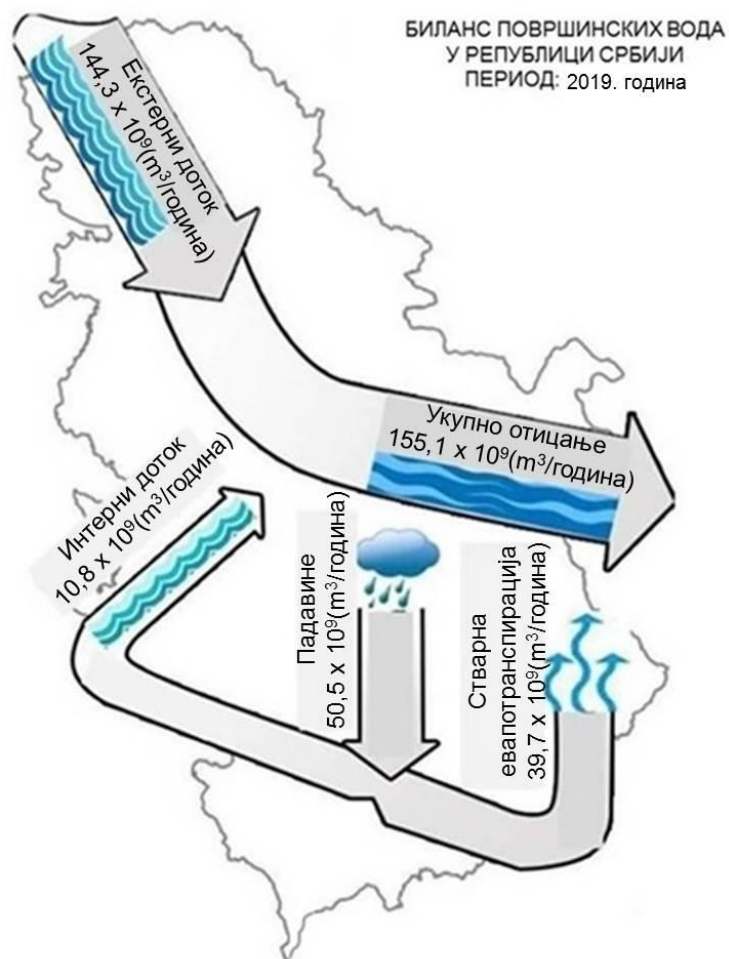 БИЛАНС ПОВРШИНСКИХ ВОДА
У РЕПУБЛИЦИ СРБИЈИ
ПЕРИОД: 2019. година
Екстерни доток
144,3 x 10⁹(m³/година)
Укупно отицање
155,1 x 10⁹(m³/година)
Интерни доток
10,8 x 10⁹(m³/година)
Падавине
50,5 x 10⁹(m³/година)
Стварна
евапотранспирација
39,7 x 10⁹(m³/година)